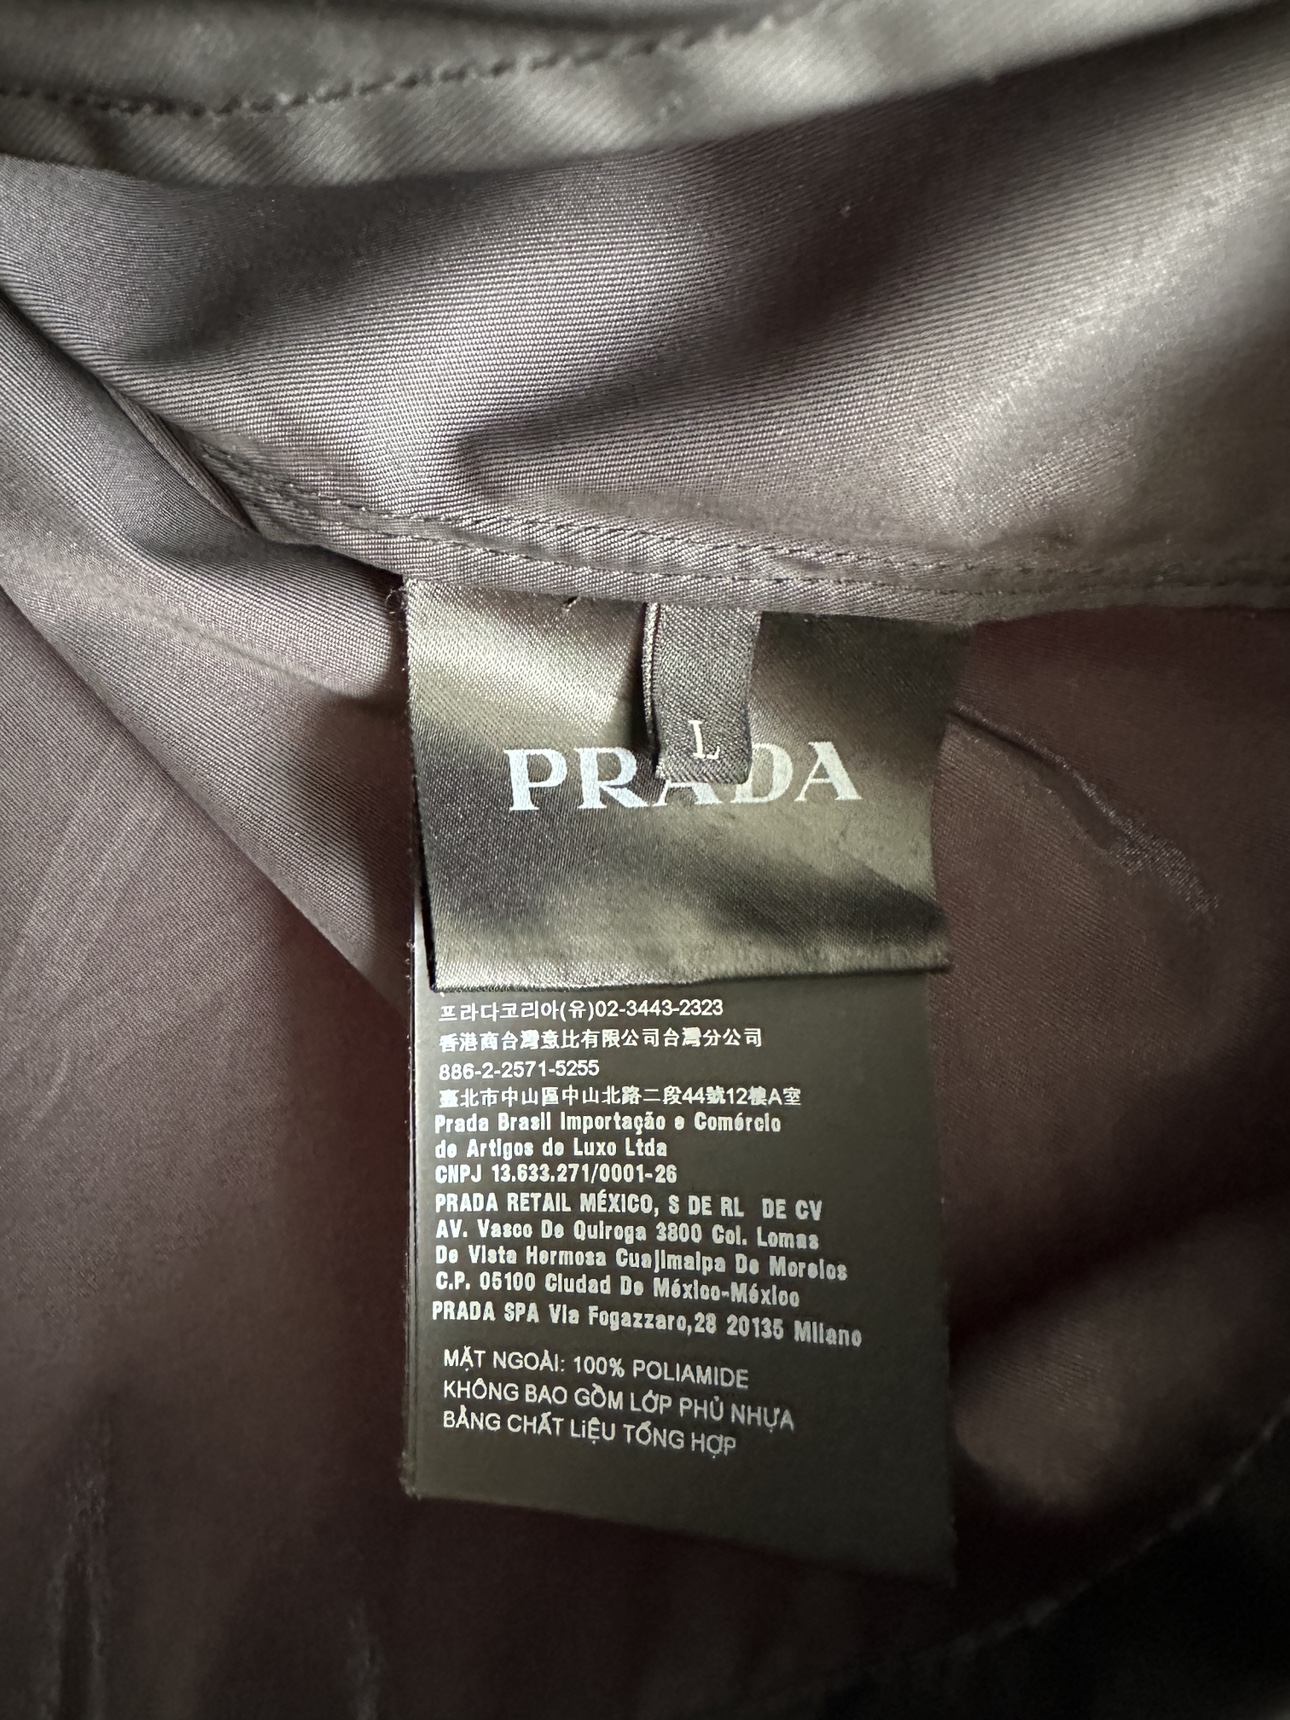 L
PRADA
프라다코리아(유)02-3443-2323
香港商台灣意比有限公司台灣分公司
886-2-2571-5255
臺北市中山區中山北路二段44號12樓A室
Prada Brasil Importação e Comércio
de Artigos de Luxo Ltda
CNPJ 13.633.271/0001-26
PRADA RETAIL MÉXICO, S DE RL DE CV
AV. Vasco De Quiroga 3800 Col. Lomas
De Vista Hermosa Cuajimalpa De Morelos
C.P. 05100 Ciudad De México-México
PRADA SPA Via Fogazzaro,28 20135 Milano
MẶT NGOÀI: 100% POLIAMIDE
KHÔNG BAO GỒM LỚP PHỦ NHỰA
BẰNG CHẤT LiỆU TỔNG HỢP